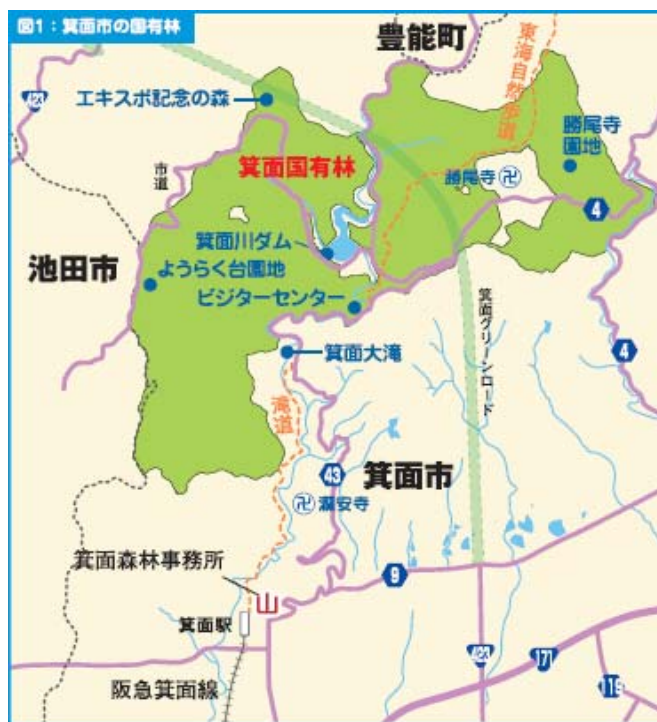 図1：箕面市の国有林
豊能町
423
エキスポ記念の森
東海自然歩道
勝尾寺
園地
市道
箕面国有林
勝尾寺 卍
4
箕面川ダム
池田市
ようらく台園地
ビジターセンター
箕面グリーンロード
箕面大滝
4
滝道
43
箕面市
卍 瀧安寺
箕面森林事務所
9
山
箕面駅
423
171
阪急箕面線
119